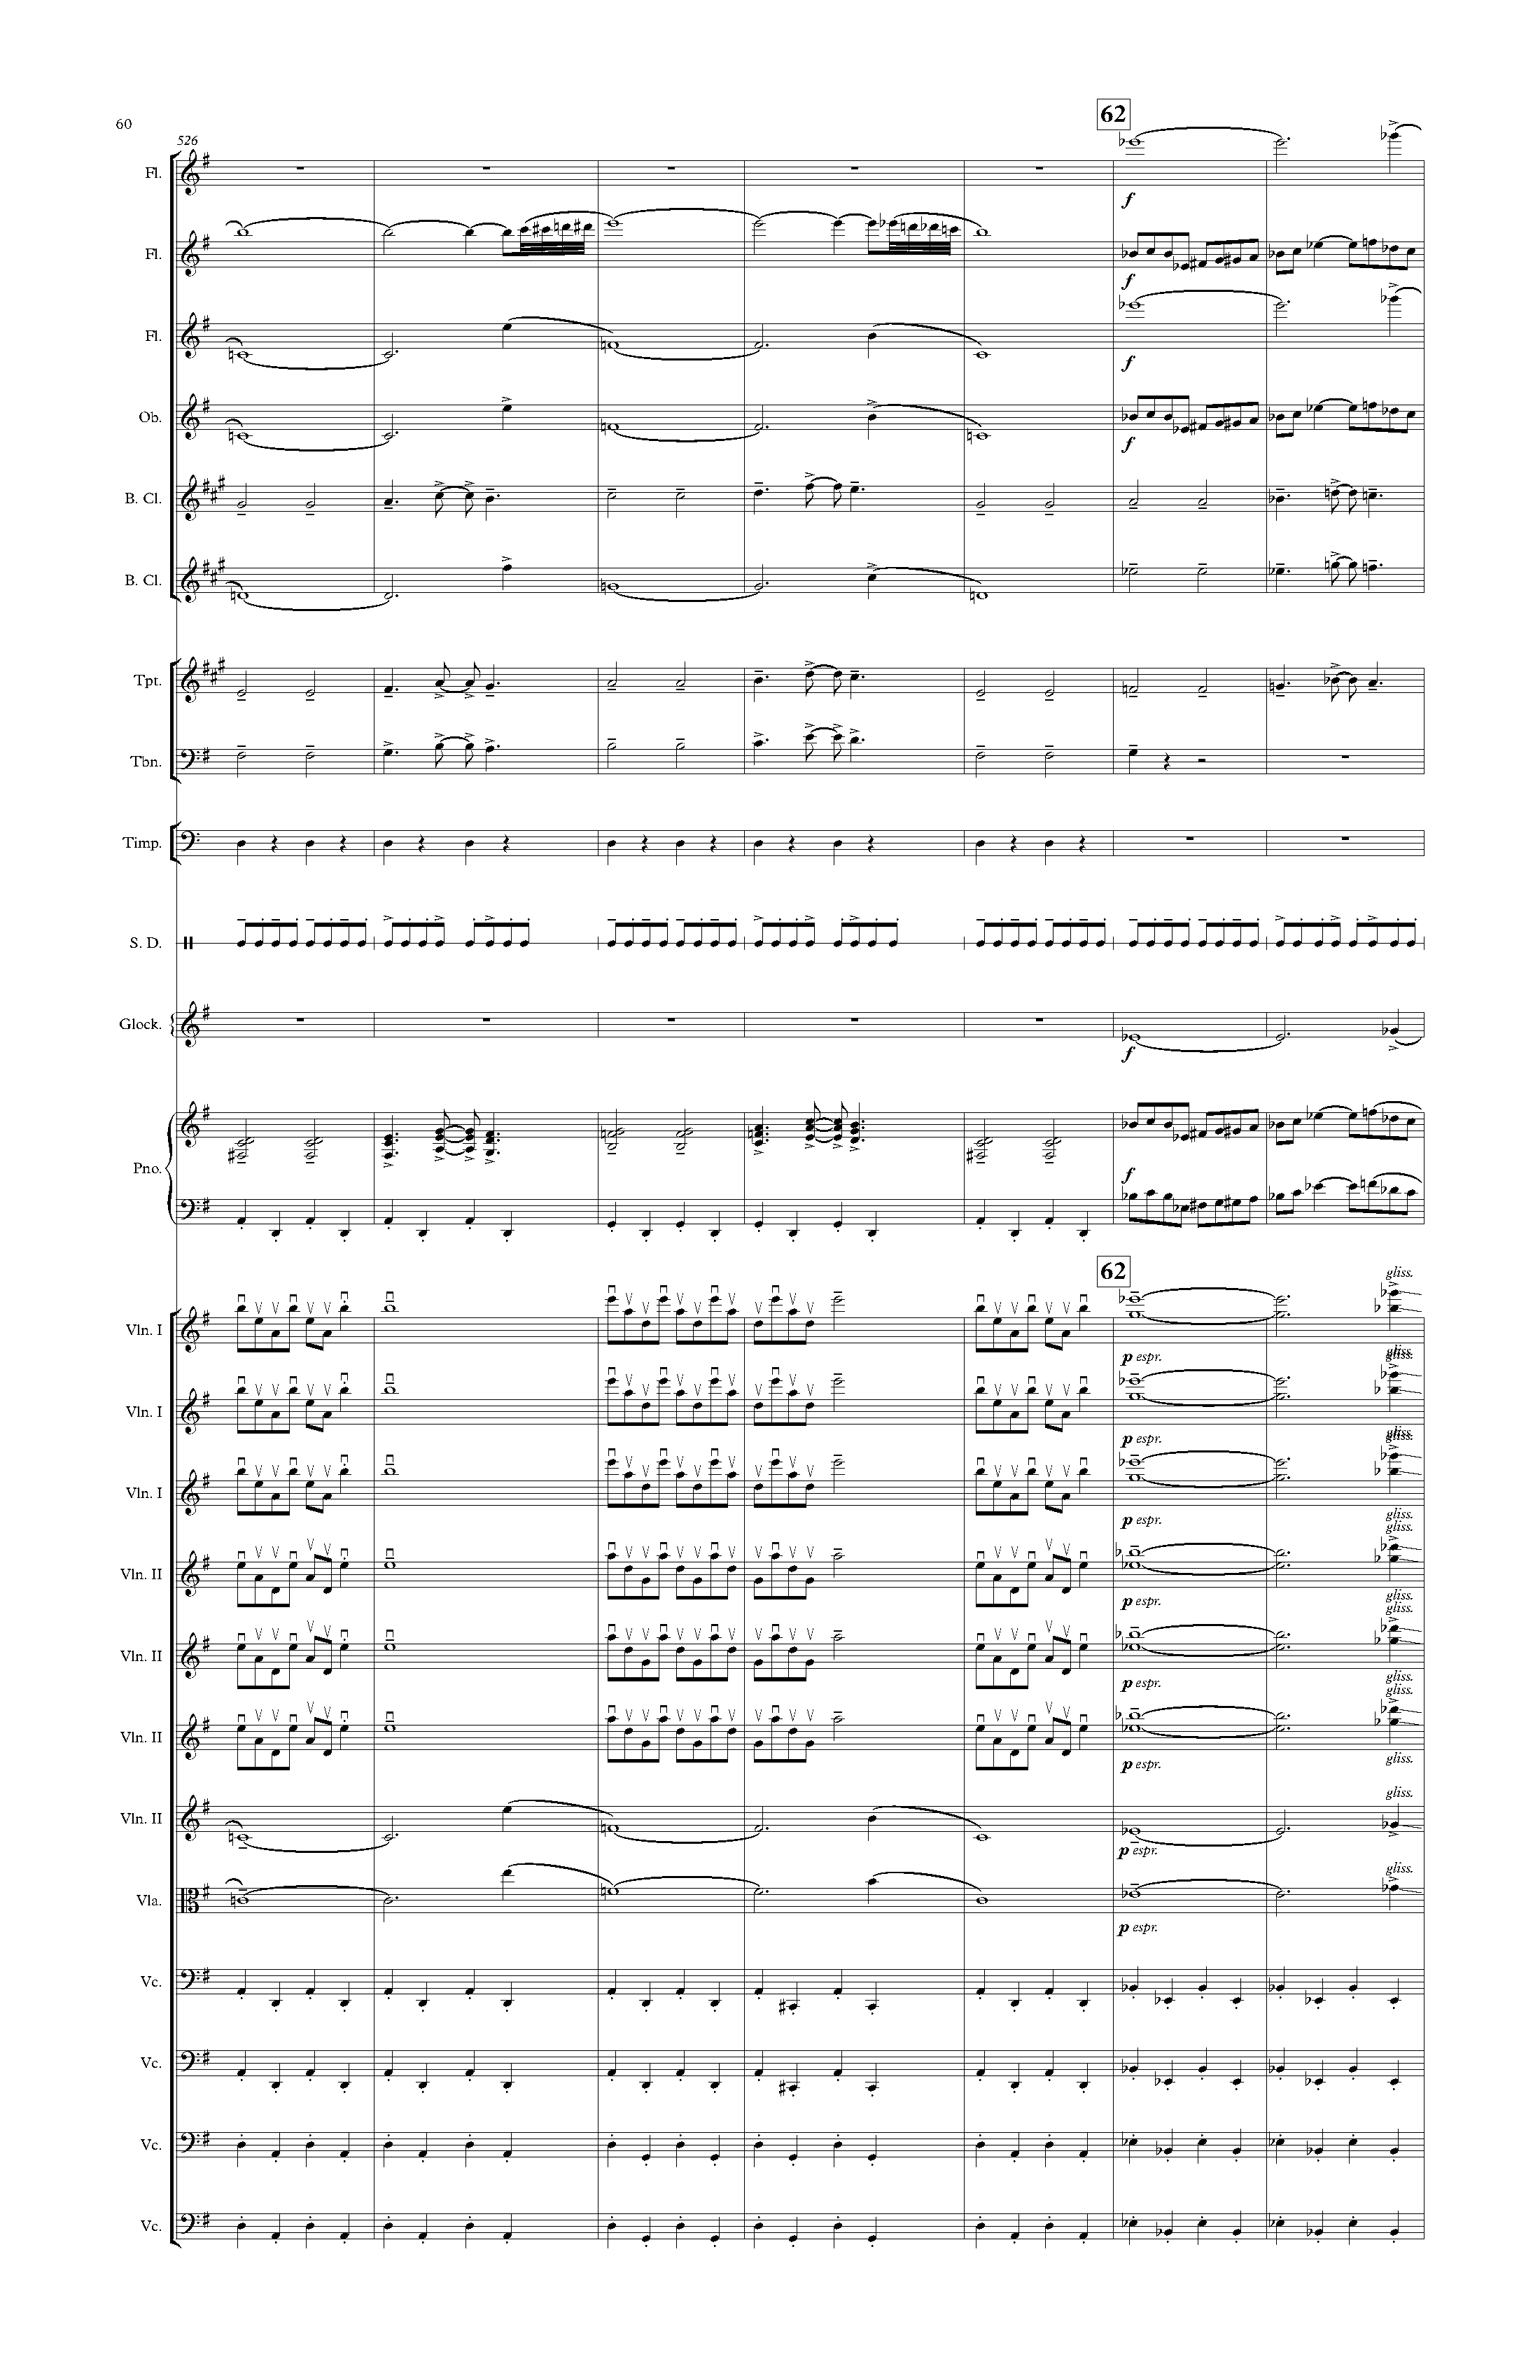 60
62
526
Fl.
f
Fl.
f
Fl.
f
Ob.
f
B. Cl.
B. Cl.
Tpt.
Tbn.
Timp.
S. D.
Glock.
f
Pno.
f
62
gliss.
Vln. I
p espr.
gliss.
Vln. I
p espr.
gliss.
Vln. I
p espr.
gliss.
gliss.
Vln. II
p espr.
gliss.
gliss.
Vln. II
p espr.
gliss.
gliss.
Vln. II
p espr.
gliss.
gliss.
Vln. II
p espr.
gliss.
Vla.
p espr.
Vc.
Vc.
Vc.
Vc.